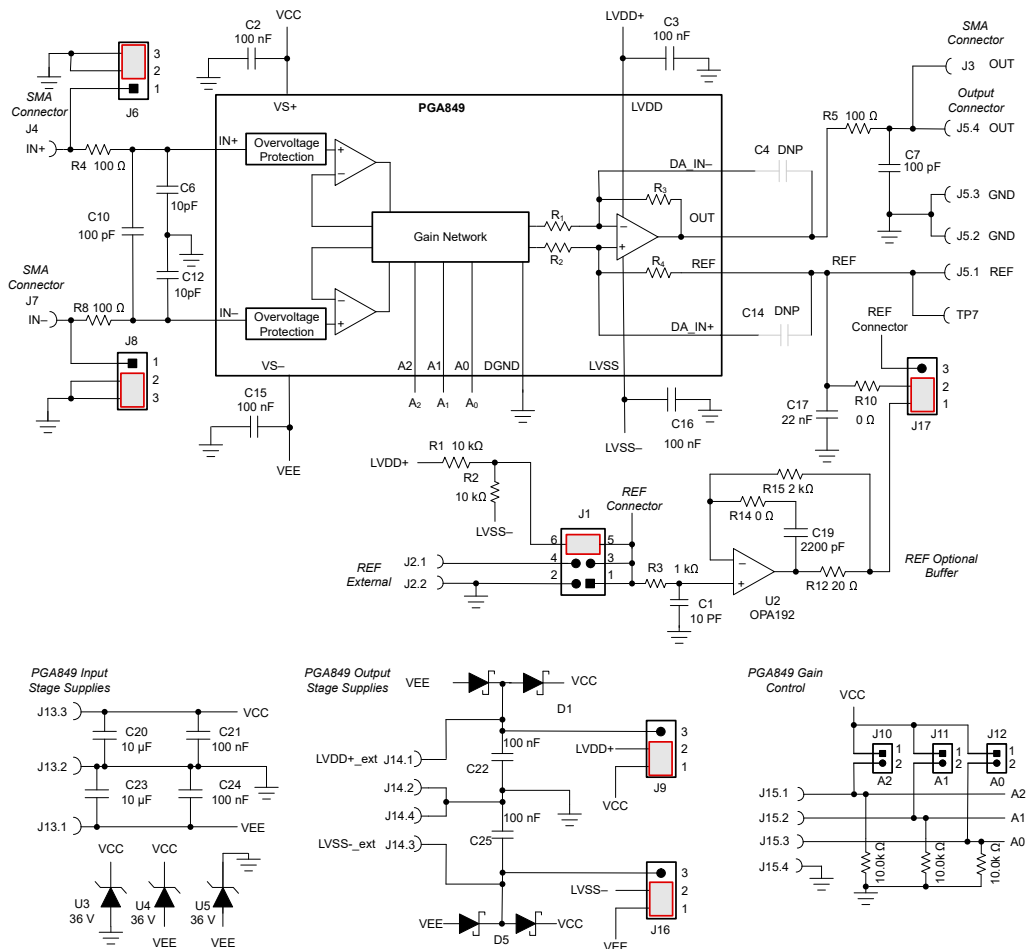 VCC
C2
100 nF
LVDD+
C3
100 nF
SMA
Connector
J3 OUT
Output
Connector
J5.4 OUT
R5 100 Ω
C7
100 pF
J5.3 GND
J5.2 GND
J5.1 REF
TP7
3
2
1
J6
SMA
Connector
J4
IN+
R4 100 Ω
C6
10pF
C10
100 pF
C12
10pF
SMA
Connector
J7
IN–
R8 100 Ω
J8
1
2
3
VS+
PGA849
LVDD
IN+
Overvoltage
Protection
+
–
Gain Network
–
+
IN–
Overvoltage
Protection
R1
R2
R3
R4
–
+
OUT
REF
DA_IN–
DA_IN+
C4 DNP
C14 DNP
REF
VS–
A2 A1 A0 DGND
LVSS
A2 A1 A0
C15
100 nF
VEE
C16
100 nF
LVSS–
REF
Connector
3
2
1
J17
R10
0 Ω
C17
22 nF
R1 10 kΩ
LVDD+
R2
10 kΩ
LVSS–
J1
REF
Connector
6 5
4 3
2 1
REF
External
J2.1
J2.2
R3 1 kΩ
C1
10 PF
R15 2 kΩ
R14 0 Ω
C19
2200 pF
–
+
U2
OPA192
R12 20 Ω
REF Optional
Buffer
PGA849 Input
Stage Supplies
J13.3
VCC
C20
10 µF
C21
100 nF
J13.2
C23
10 µF
C24
100 nF
J13.1
VEE
VCC
U3
36 V
VCC
U4
36 V
VEE
U5
36 V
VEE
PGA849 Output
Stage Supplies
VEE
VCC
D1
LVDD+_ext J14.1
100 nF
C22
J14.2
J14.4
100 nF
C25
LVSS-_ext J14.3
LVDD+
VCC
3
2
1
J9
LVSS–
VEE
3
2
1
J16
VEE
VCC
D5
PGA849 Gain
Control
VCC
J10
1
2
A2
J11
1
2
A1
J12
1
2
A0
J15.1
A2
J15.2
A1
J15.3
A0
J15.4
10.0k Ω
10.0k Ω
10.0k Ω